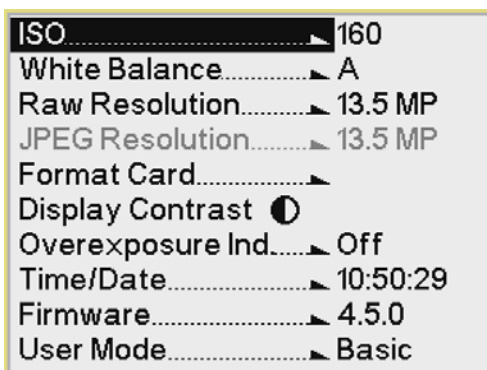 ISO 160
White Balance A
Raw Resolution 13.5 MP
JPEG Resolution 13.5 MP
Format Card
Display Contrast
Overexposure Ind. Off
Time/Date 10:50:29
Firmware 4.5.0
User Mode Basic